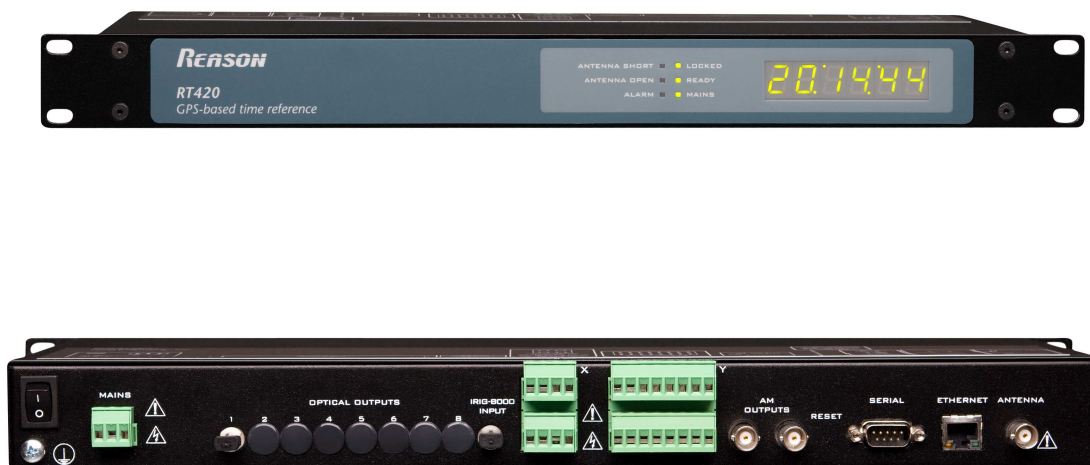 REASON
RT420
GPS-based time reference
ANTENNA SHORT LOCKED
ANTENNA OPEN READY
ALARM MAINS
20.14.44
MAINS
OPTICAL OUTPUTS
1 2 3 4 5 6 7 8
IRIG-B000
INPUT
X
Y
AM
OUTPUTS
RESET
SERIAL
ETHERNET
ANTENNA